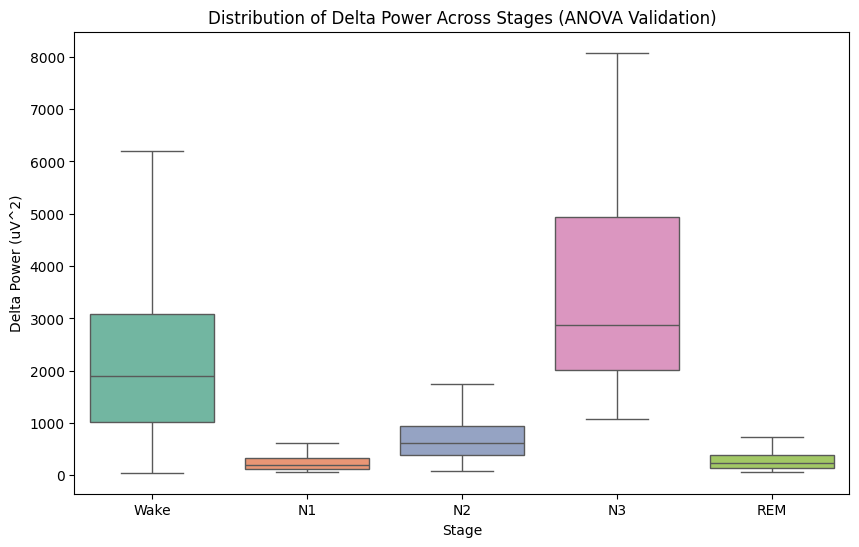 Distribution of Delta Power Across Stages (ANOVA Validation)
Delta Power (uV^2)
8000
7000
6000
5000
4000
3000
2000
1000
0
Wake
N1
N2
N3
REM
Stage